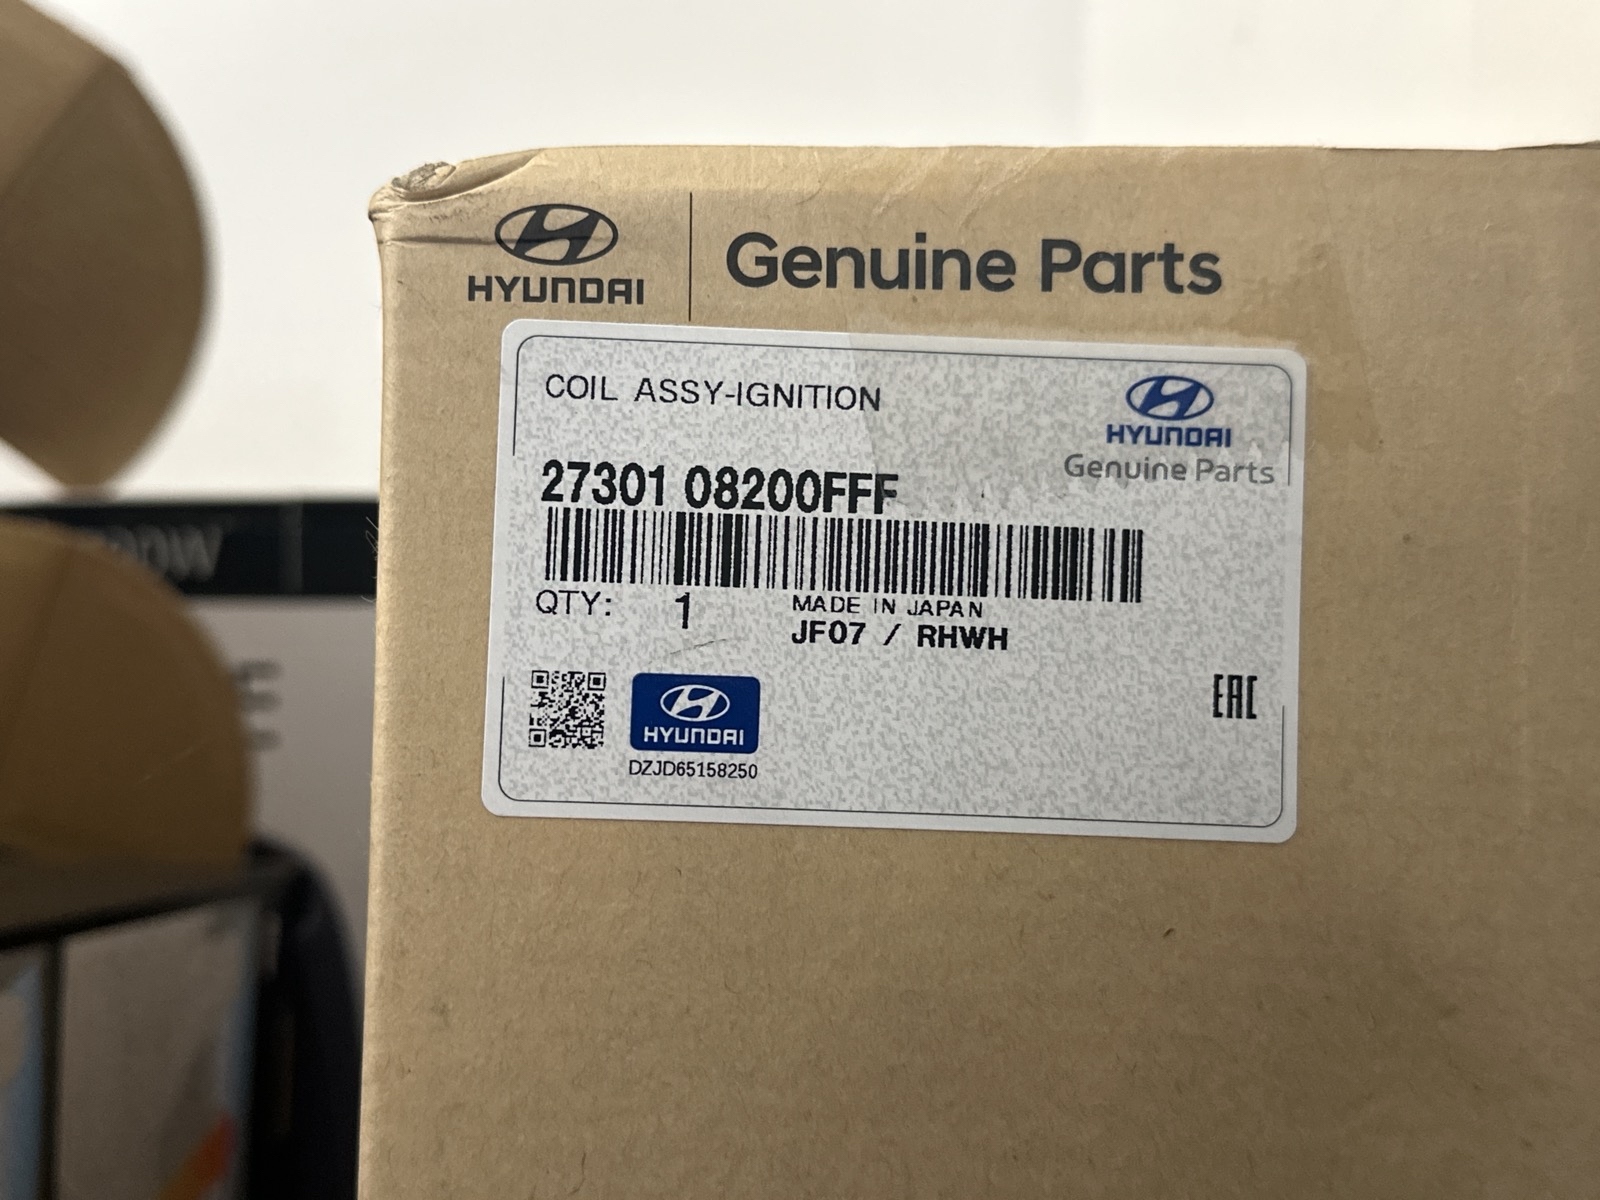 HYUNDAI
Genuine Parts
COIL ASSY-IGNITION
HYUNDAI
Genuine Parts
27301 08200FFF
QTY: 1
MADE IN JAPAN
JF07 / RHWH
HYUNDAI
DZJD65158250
EAC